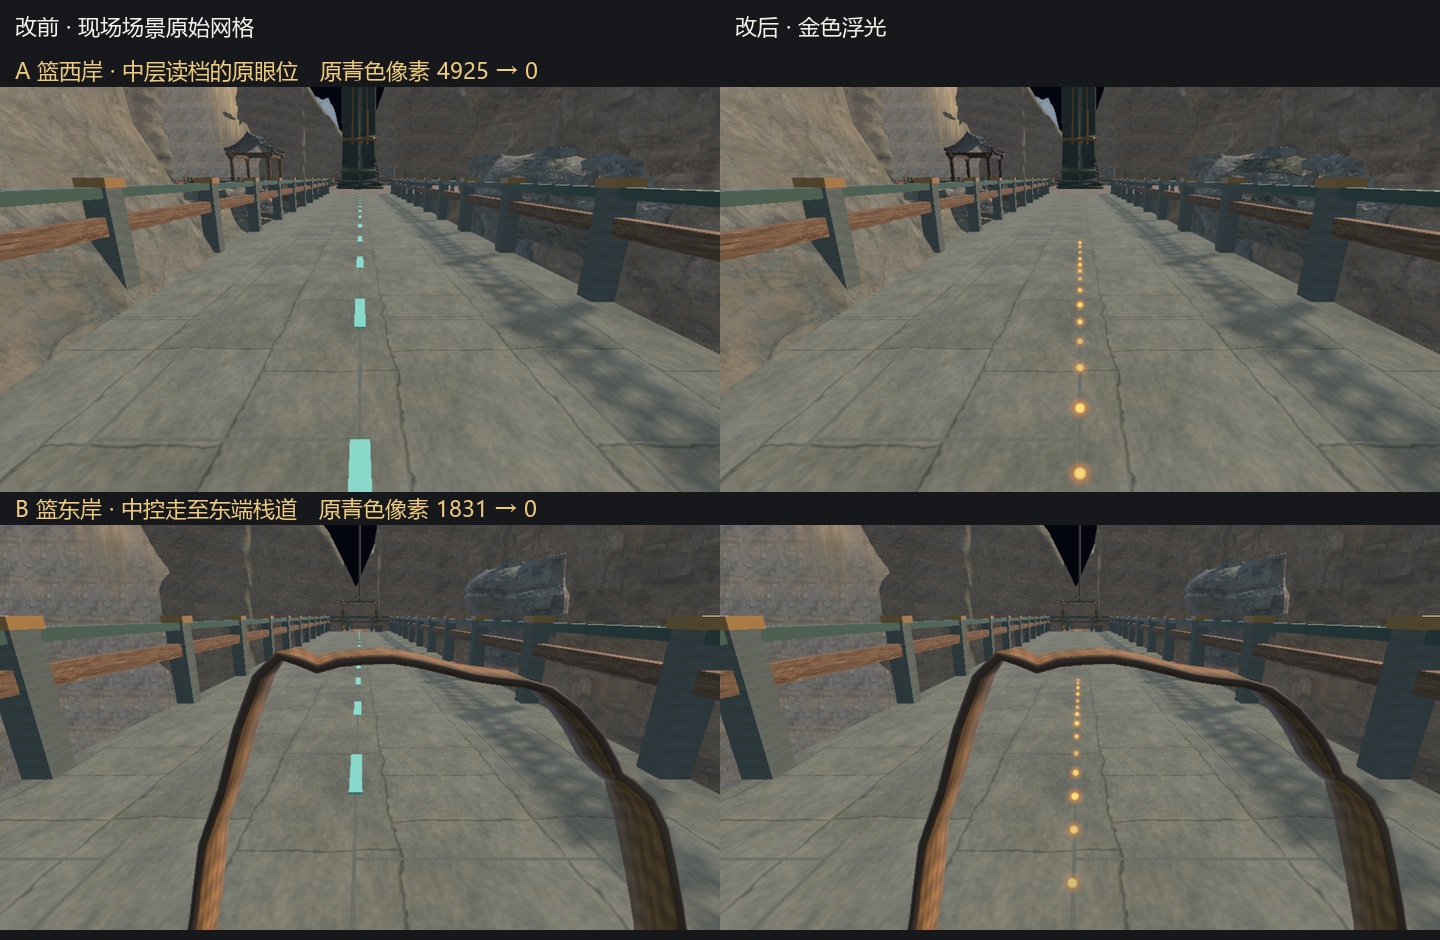 改前 · 现场场景原始网格
改后 · 金色浮光
A 篮西岸 · 中层读档的原眼位 原青色像素 4925 → 0
B 篮东岸 · 中控走至东端栈道 原青色像素 1831 → 0